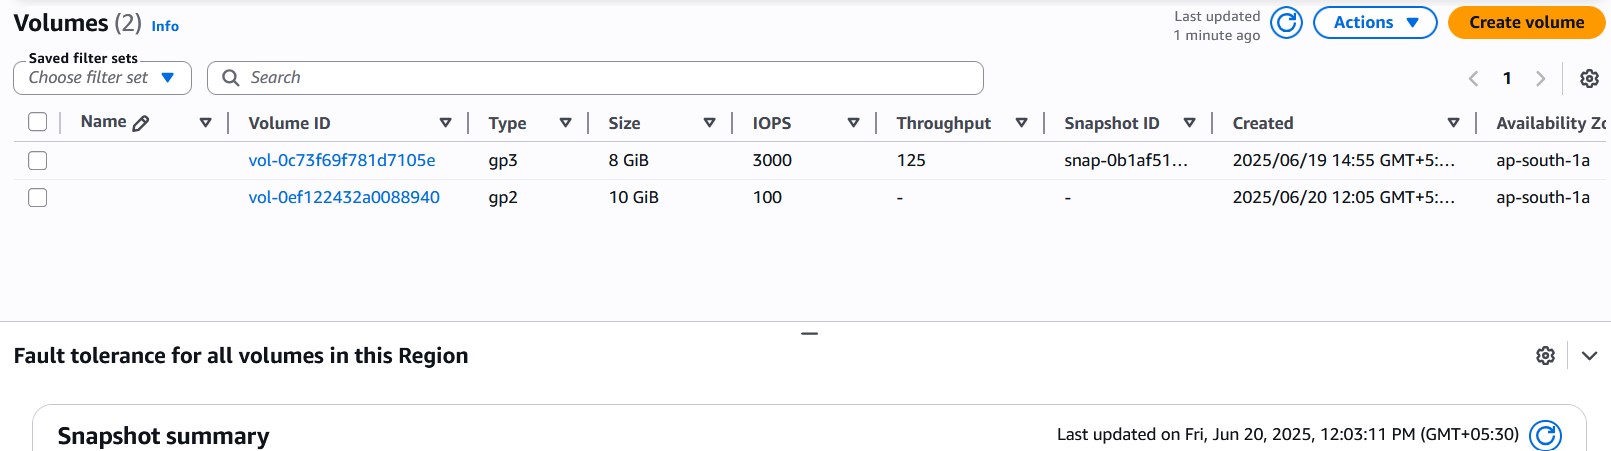 Volumes (2) Info
Last updated
1 minute ago
Actions
Create volume
Saved filter sets
Choose filter set
Search
1
Name Volume ID Type Size IOPS Throughput Snapshot ID Created Availability Zo
vol-0c73f69f781d7105e gp3 8 GiB 3000 125 snap-0b1af51... 2025/06/19 14:55 GMT+5:... ap-south-1a
vol-0ef122432a0088940 gp2 10 GiB 100 - - 2025/06/20 12:05 GMT+5:... ap-south-1a
Fault tolerance for all volumes in this Region
Snapshot summary
Last updated on Fri, Jun 20, 2025, 12:03:11 PM (GMT+05:30)